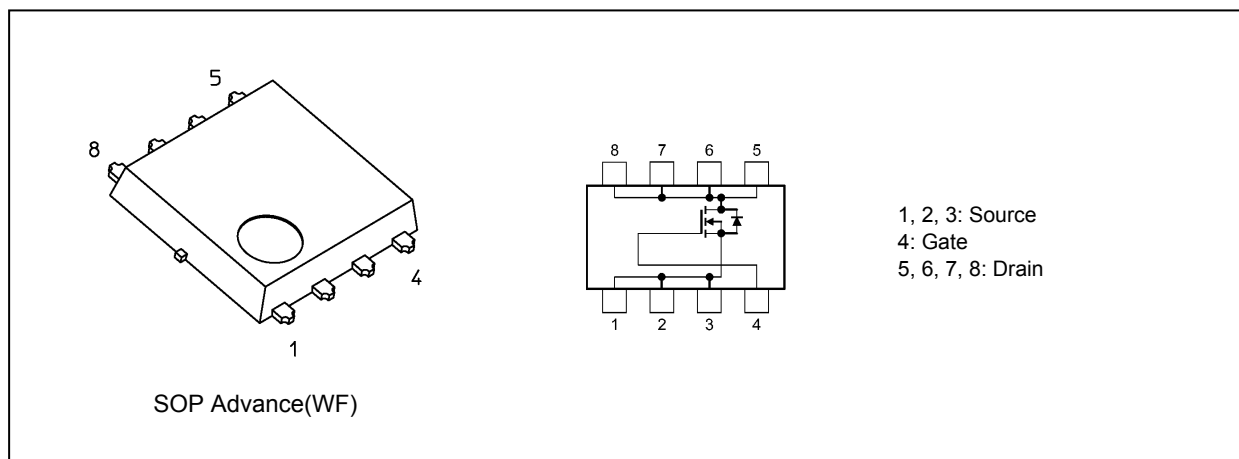 5
8
4
1
SOP Advance(WF)
8 7 6 5
1 2 3 4
1, 2, 3: Source
4: Gate
5, 6, 7, 8: Drain